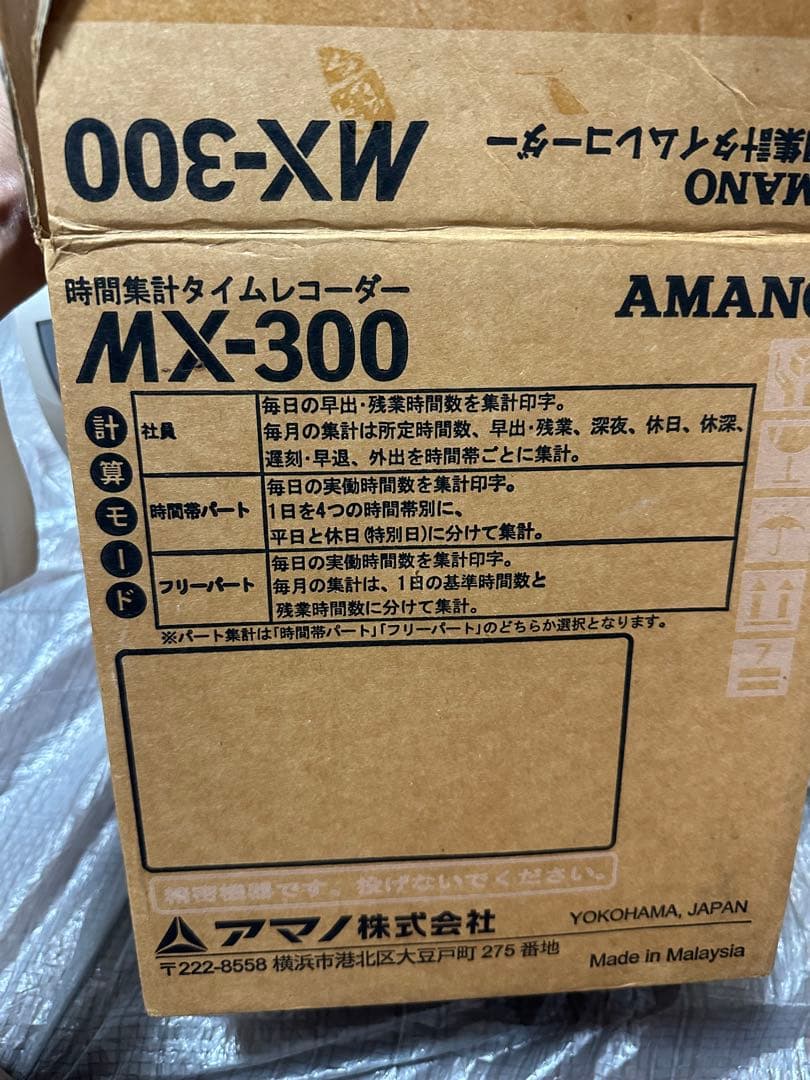 MX-300
集計タイムレコーダー
時間集計タイムレコーダー
MX-300
計算モード
社員
毎日の早出・残業時間数を集計印字。
毎月の集計は所定時間数、早出・残業、深夜、休日、休深、
遅刻・早退、外出を時間帯ごとに集計。
時間帯パート
毎日の実働時間数を集計印字。
1日を4つの時間帯別に、
平日と休日(特別日)に分けて集計。
フリーパート
毎日の実働時間数を集計印字。
毎月の集計は、1日の基準時間数と
残業時間数に分けて集計。
※パート集計は「時間帯パート」「フリーパート」のどちらか選択となります。
7
精密機器です。投げないでください。
アマノ株式会社
YOKOHAMA, JAPAN
〒222-8558 横浜市港北区大豆戸町 275 番地
Made in Malaysia